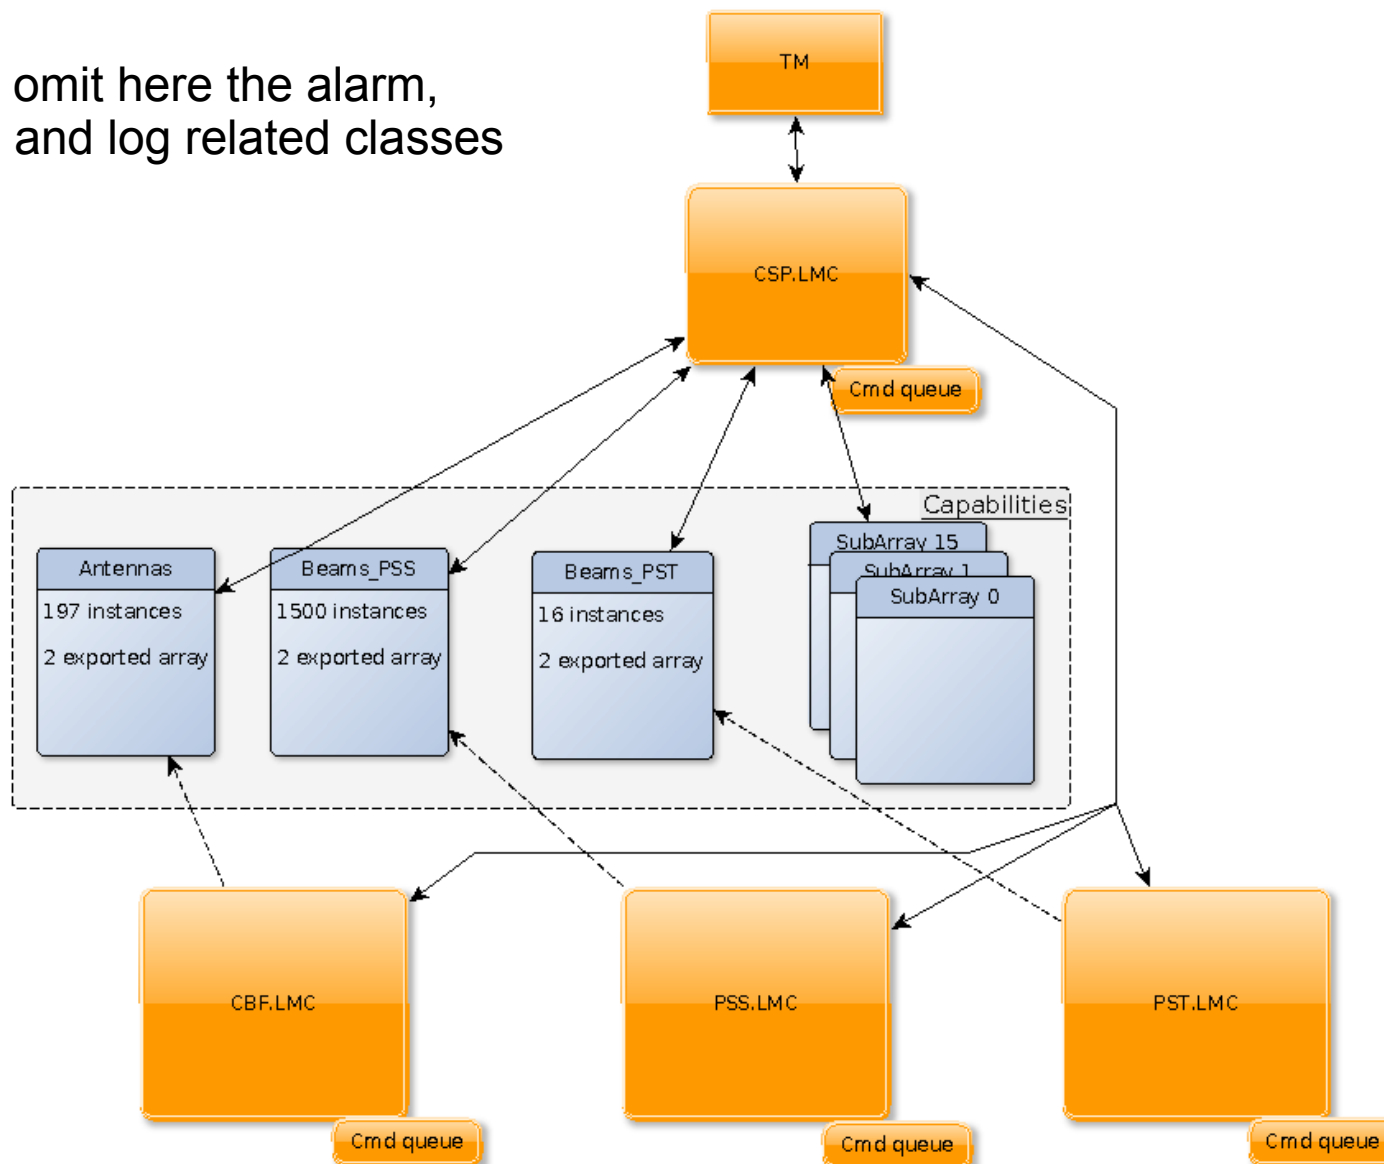 omit here the alarm,
and log related classes
TM
CSP.LMC
Cmd queue
Capabilities
Antennas
197 instances
2 exported array
Beams_PSS
1500 instances
2 exported array
Beams_PST
16 instances
2 exported array
SubArray 15
SubArray 1
SubArray 0
CBF.LMC
Cmd queue
PSS.LMC
Cmd queue
PST.LMC
Cmd queue